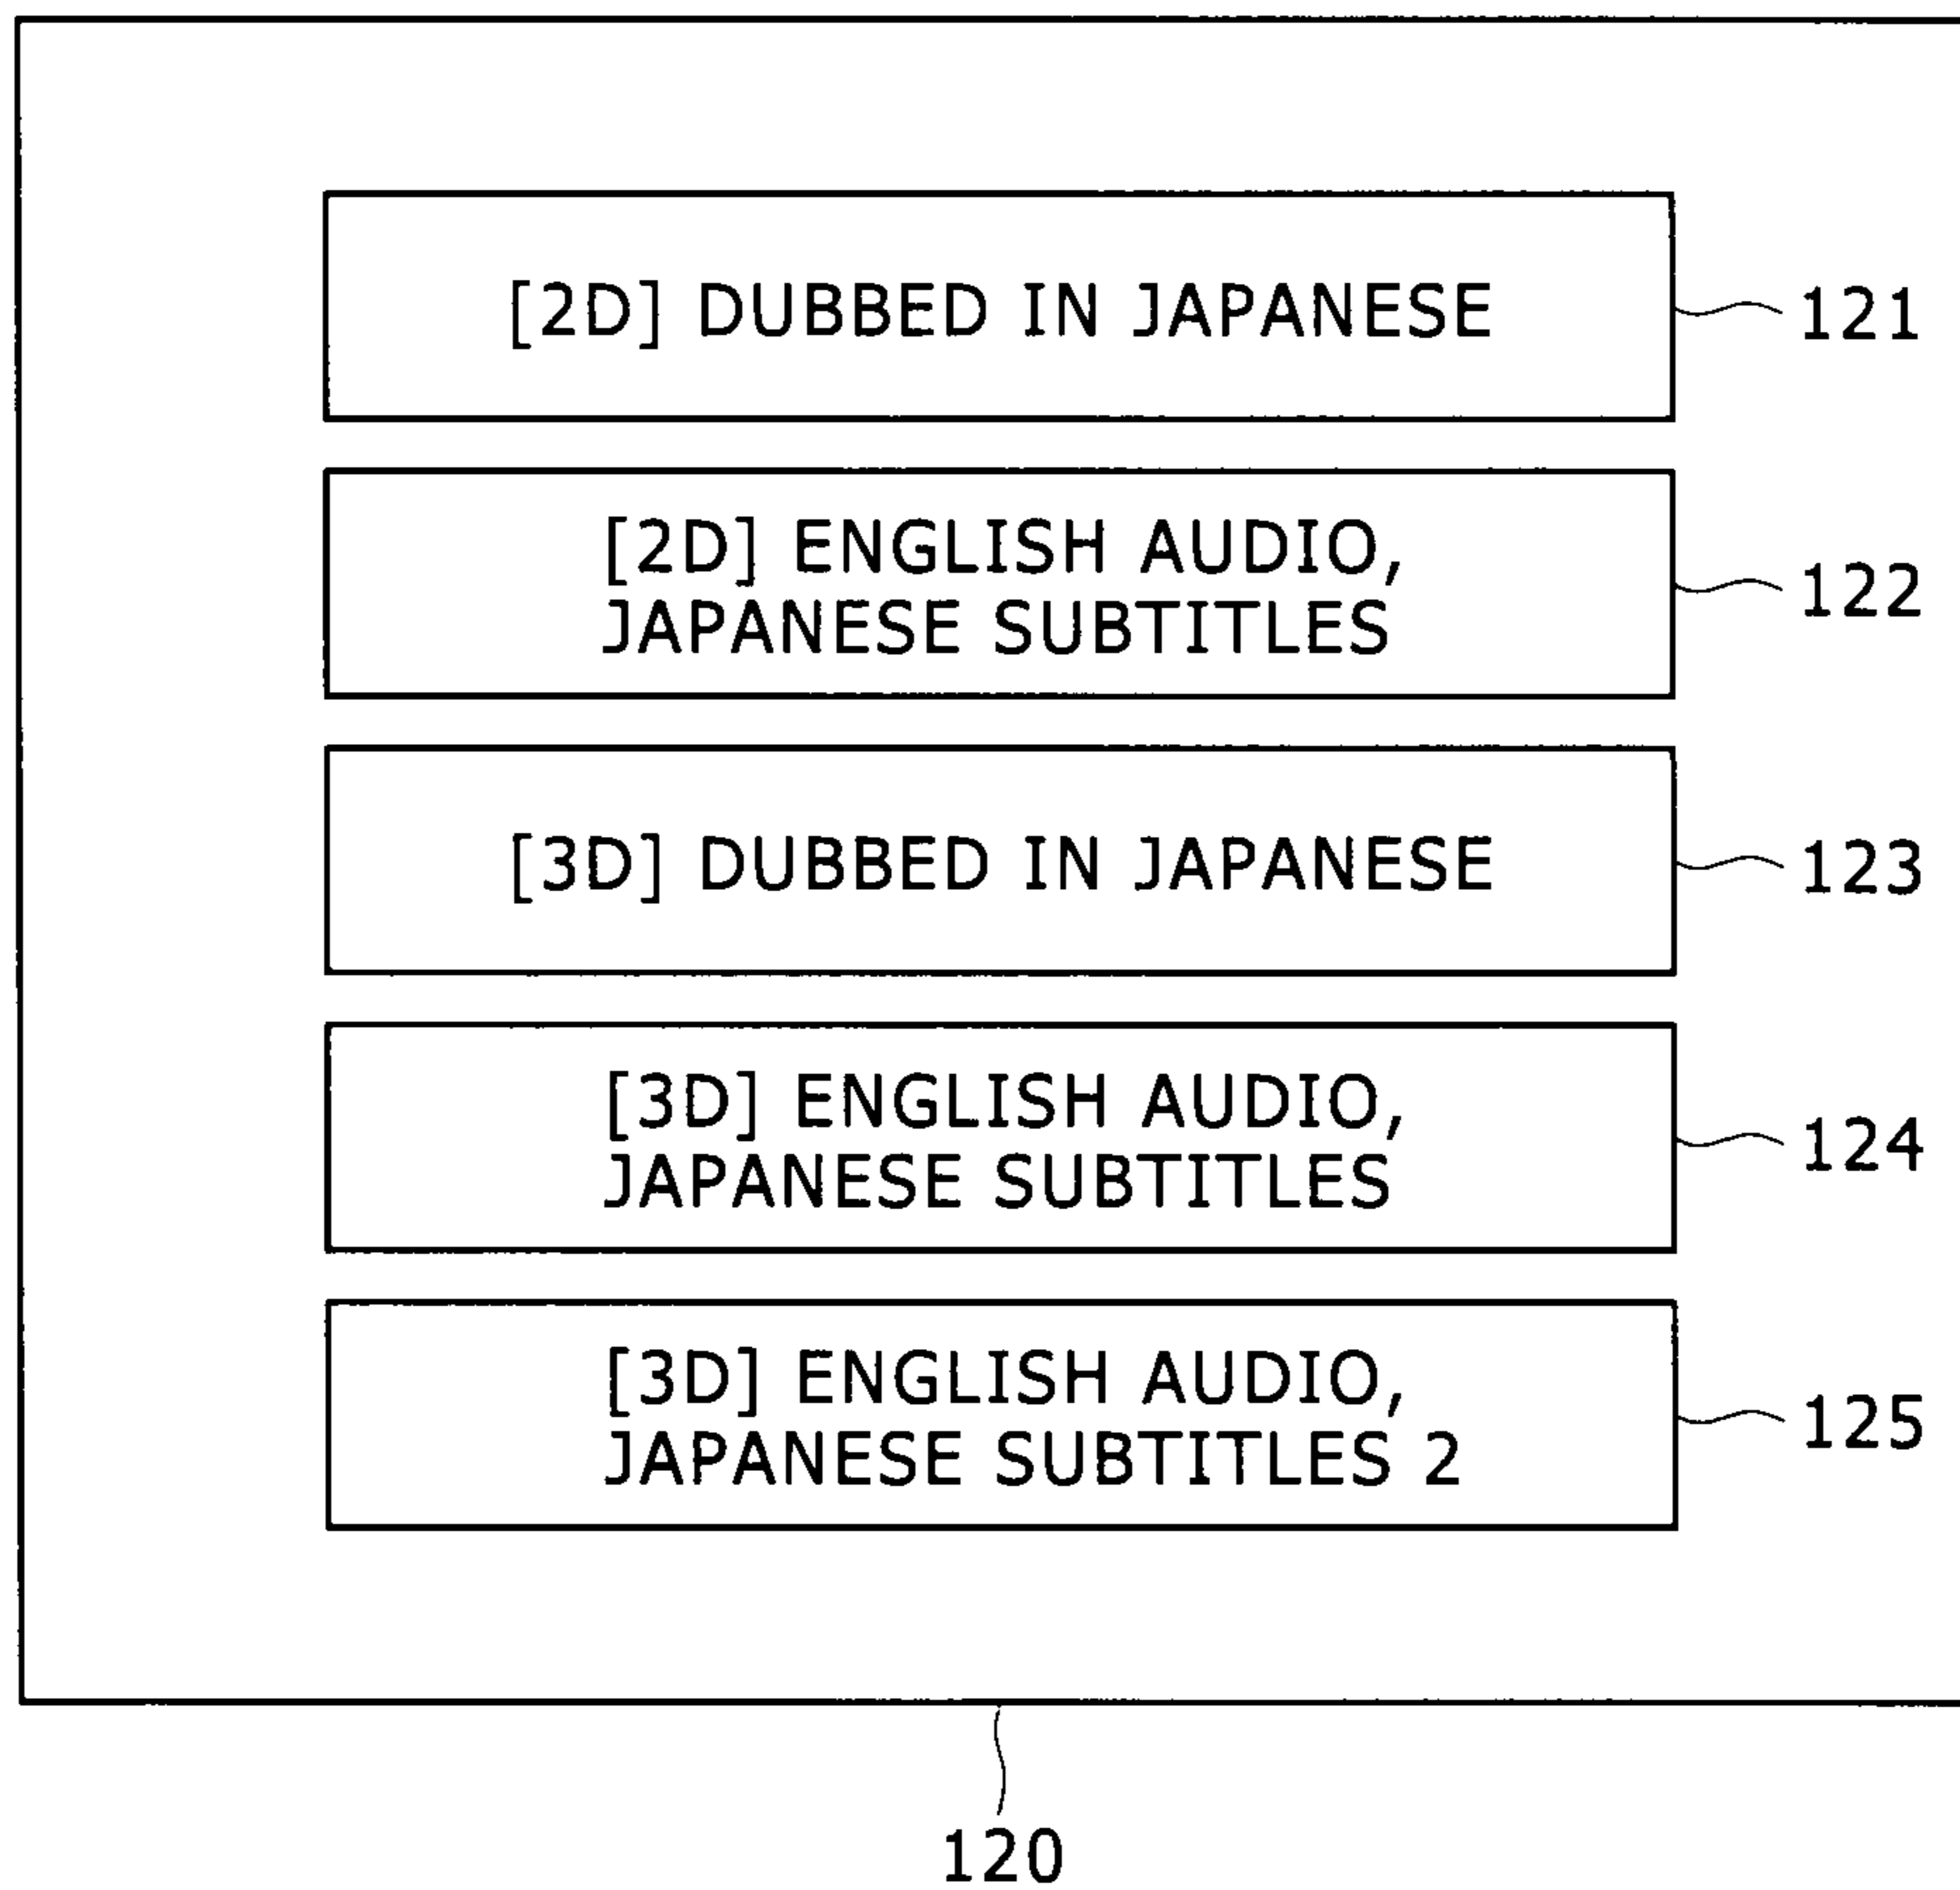 [2D] DUBBED IN JAPANESE
121
[2D] ENGLISH AUDIO,
JAPANESE SUBTITLES
122
[3D] DUBBED IN JAPANESE
123
[3D] ENGLISH AUDIO,
JAPANESE SUBTITLES
124
[3D] ENGLISH AUDIO,
JAPANESE SUBTITLES 2
125
120